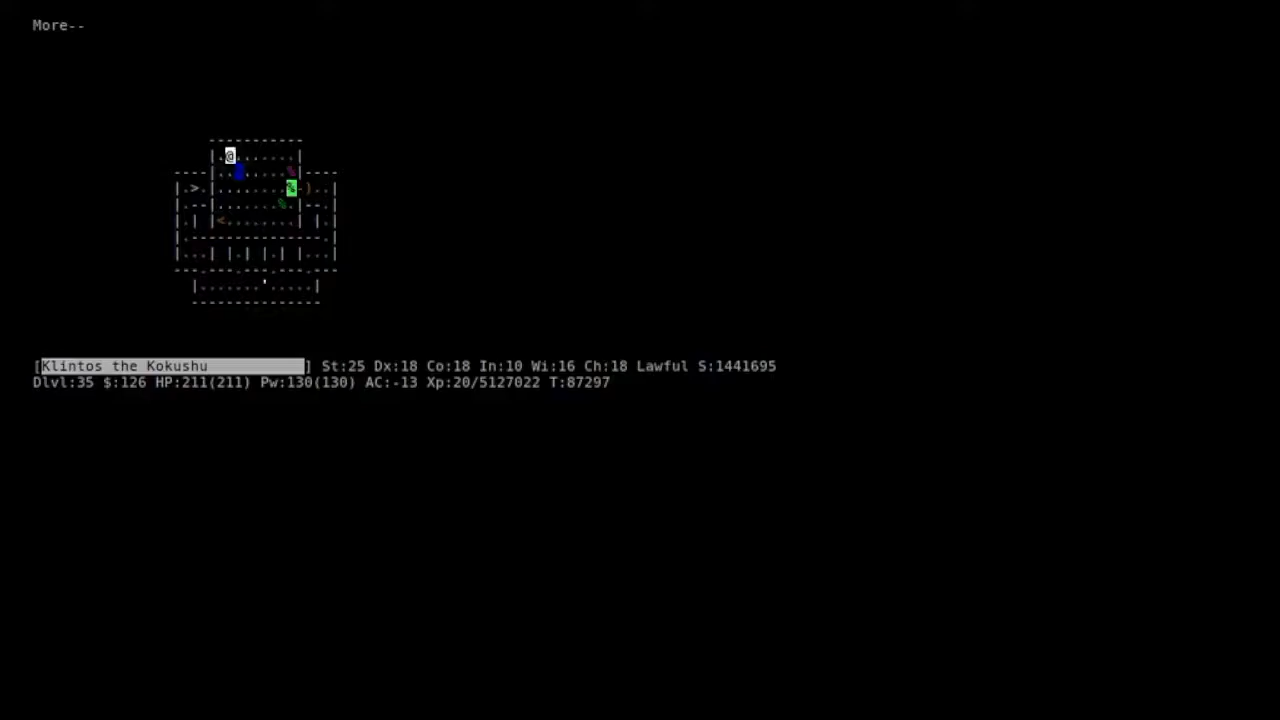 More--
[Klintos the Kokushu] St:25 Dx:18 Co:18 In:10 Wi:16 Ch:18 Lawful S:1441695
Dlvl:35 $:126 HP:211(211) Pw:130(130) AC:-13 Xp:20/5127022 T:87297